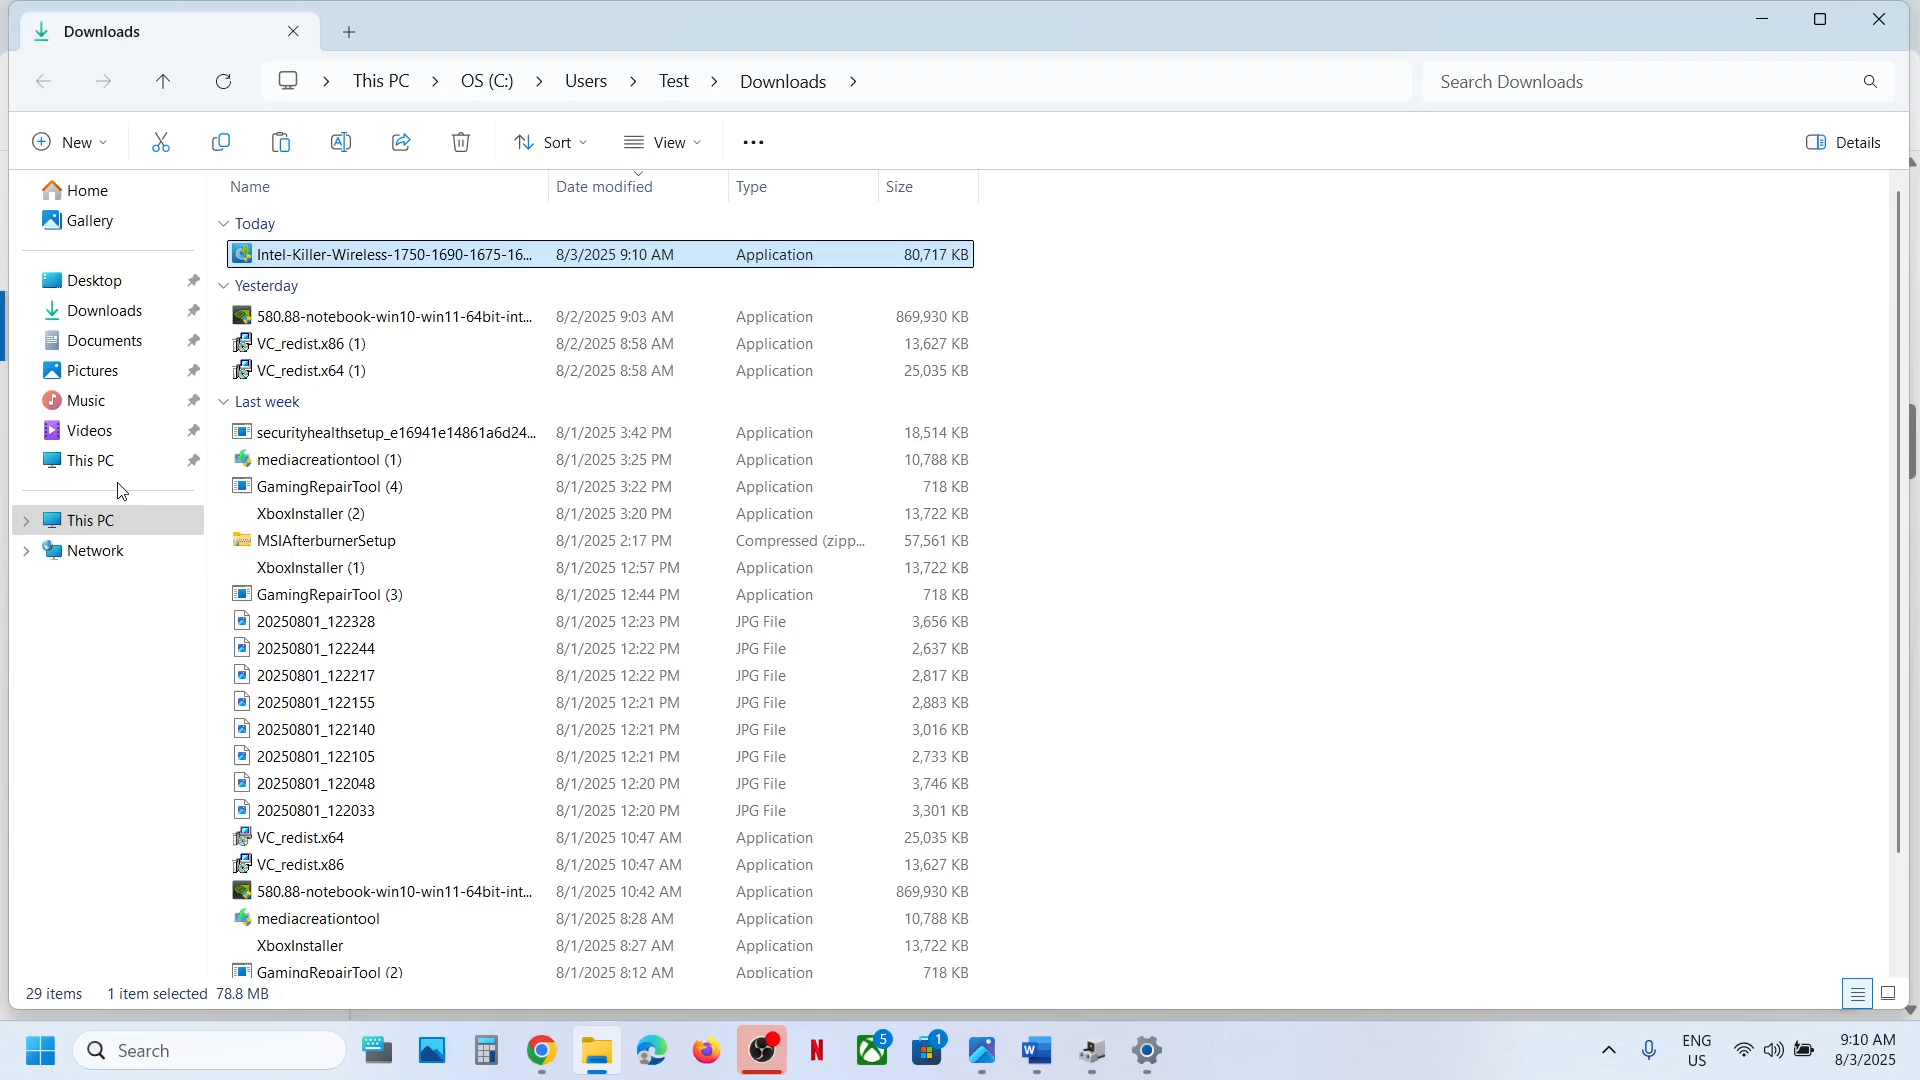 Downloads
This PC OS (C:) Users Test Downloads
Search Downloads
New
Sort
View
Details
Home
Gallery
Desktop
Downloads
Documents
Pictures
Music
Videos
This PC
This PC
Network
Name Date modified Type Size
Today
Intel-Killer-Wireless-1750-1690-1675-16... 8/3/2025 9:10 AM Application 80,717 KB
Yesterday
580.88-notebook-win10-win11-64bit-int... 8/2/2025 9:03 AM Application 869,930 KB
VC_redist.x86 (1) 8/2/2025 8:58 AM Application 13,627 KB
VC_redist.x64 (1) 8/2/2025 8:58 AM Application 25,035 KB
Last week
securityhealthsetup_e16941e14861a6d24... 8/1/2025 3:42 PM Application 18,514 KB
mediacreationtool (1) 8/1/2025 3:25 PM Application 10,788 KB
GamingRepairTool (4) 8/1/2025 3:22 PM Application 718 KB
XboxInstaller (2) 8/1/2025 3:20 PM Application 13,722 KB
MSIAfterburnerSetup 8/1/2025 2:17 PM Compressed (zipp... 57,561 KB
XboxInstaller (1) 8/1/2025 12:57 PM Application 13,722 KB
GamingRepairTool (3) 8/1/2025 12:44 PM Application 718 KB
20250801_122328 8/1/2025 12:23 PM JPG File 3,656 KB
20250801_122244 8/1/2025 12:22 PM JPG File 2,637 KB
20250801_122217 8/1/2025 12:22 PM JPG File 2,817 KB
20250801_122155 8/1/2025 12:21 PM JPG File 2,883 KB
20250801_122140 8/1/2025 12:21 PM JPG File 3,016 KB
20250801_122105 8/1/2025 12:21 PM JPG File 2,733 KB
20250801_122048 8/1/2025 12:20 PM JPG File 3,746 KB
20250801_122033 8/1/2025 12:20 PM JPG File 3,301 KB
VC_redist.x64 8/1/2025 10:47 AM Application 25,035 KB
VC_redist.x86 8/1/2025 10:47 AM Application 13,627 KB
580.88-notebook-win10-win11-64bit-int... 8/1/2025 10:42 AM Application 869,930 KB
mediacreationtool 8/1/2025 8:28 AM Application 10,788 KB
XboxInstaller 8/1/2025 8:27 AM Application 13,722 KB
GamingRepairTool (2) 8/1/2025 8:12 AM Application 718 KB
29 items 1 item selected 78.8 MB
Search
N
5
1
W
ENG
US
9:10 AM
8/3/2025